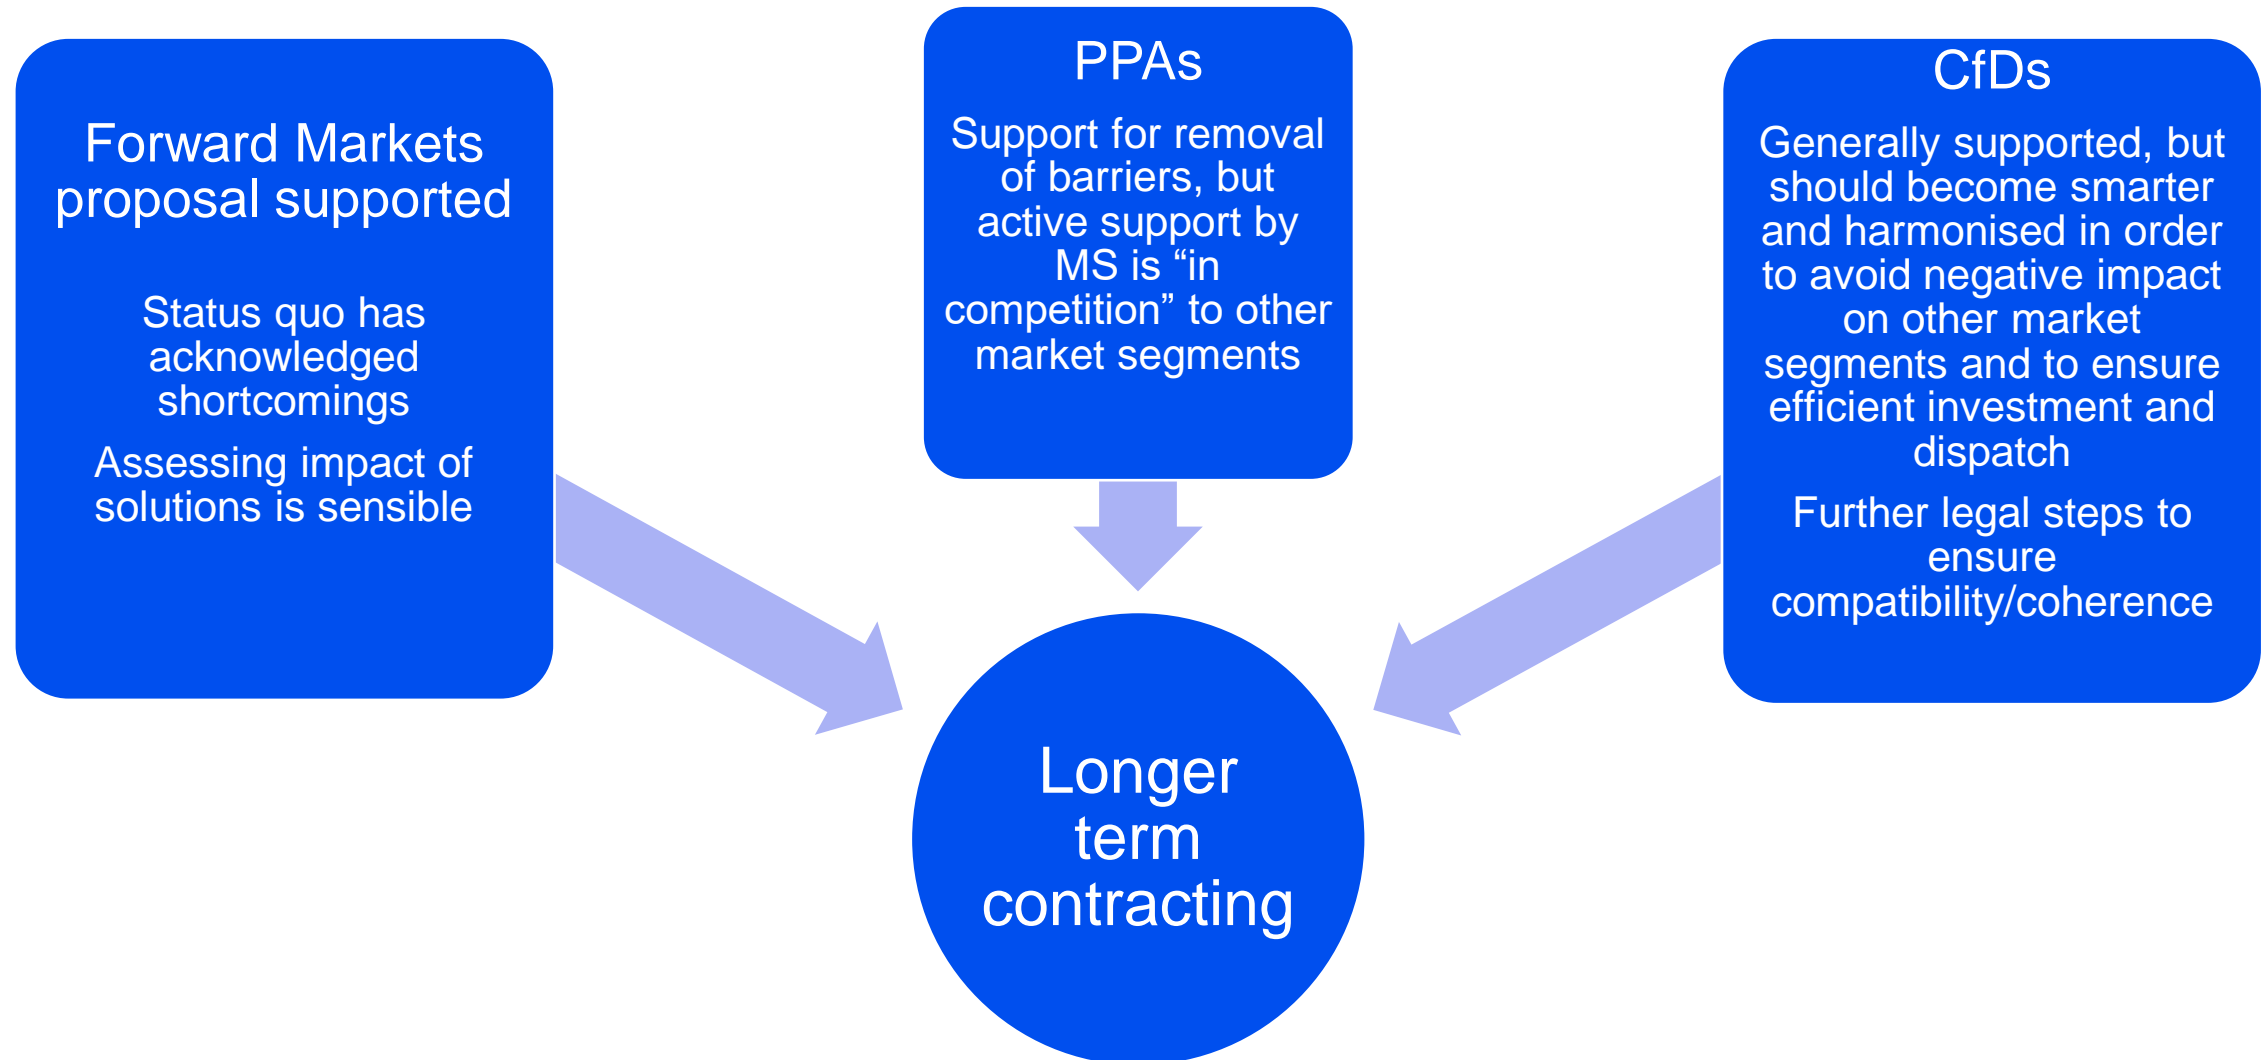 Forward Markets
proposal supported
Status quo has
acknowledged
shortcomings
Assessing impact of
solutions is sensible
PPAs
Support for removal
of barriers, but
active support by
MS is “in
competition” to other
market segments
CfDs
Generally supported, but
should become smarter
and harmonised in order
to avoid negative impact
on other market
segments and to ensure
efficient investment and
dispatch
Further legal steps to
ensure
compatibility/coherence
Longer
term
contracting